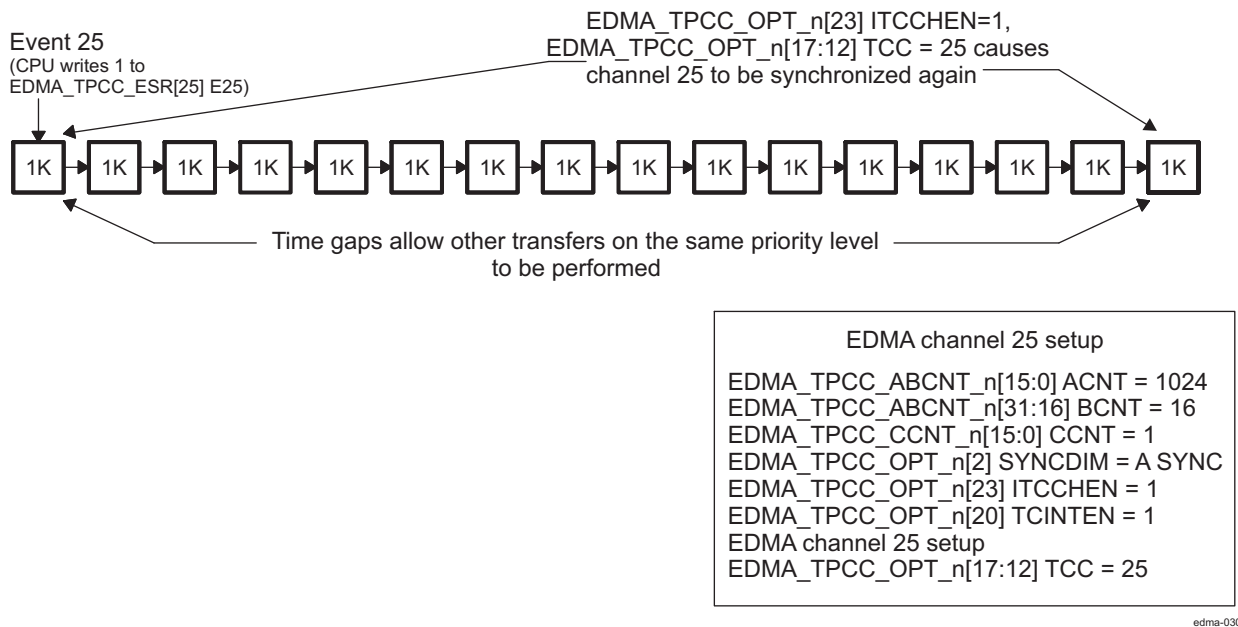 EDMA_TPCC_OPT_n[23] ITCCHEN=1,
EDMA_TPCC_OPT_n[17:12] TCC = 25 causes
channel 25 to be synchronized again
Event 25
(CPU writes 1 to
EDMA_TPCC_ESR[25] E25)
1K 1K 1K 1K 1K 1K 1K 1K 1K 1K 1K 1K 1K 1K 1K 1K
Time gaps allow other transfers on the same priority level
to be performed
EDMA channel 25 setup
EDMA_TPCC_ABCNT_n[15:0] ACNT = 1024
EDMA_TPCC_ABCNT_n[31:16] BCNT = 16
EDMA_TPCC_CCNT_n[15:0] CCNT = 1
EDMA_TPCC_OPT_n[2] SYNCDIM = A SYNC
EDMA_TPCC_OPT_n[23] ITCCHEN = 1
EDMA_TPCC_OPT_n[20] TCINTEN = 1
EDMA channel 25 setup
EDMA_TPCC_OPT_n[17:12] TCC = 25
edma-030